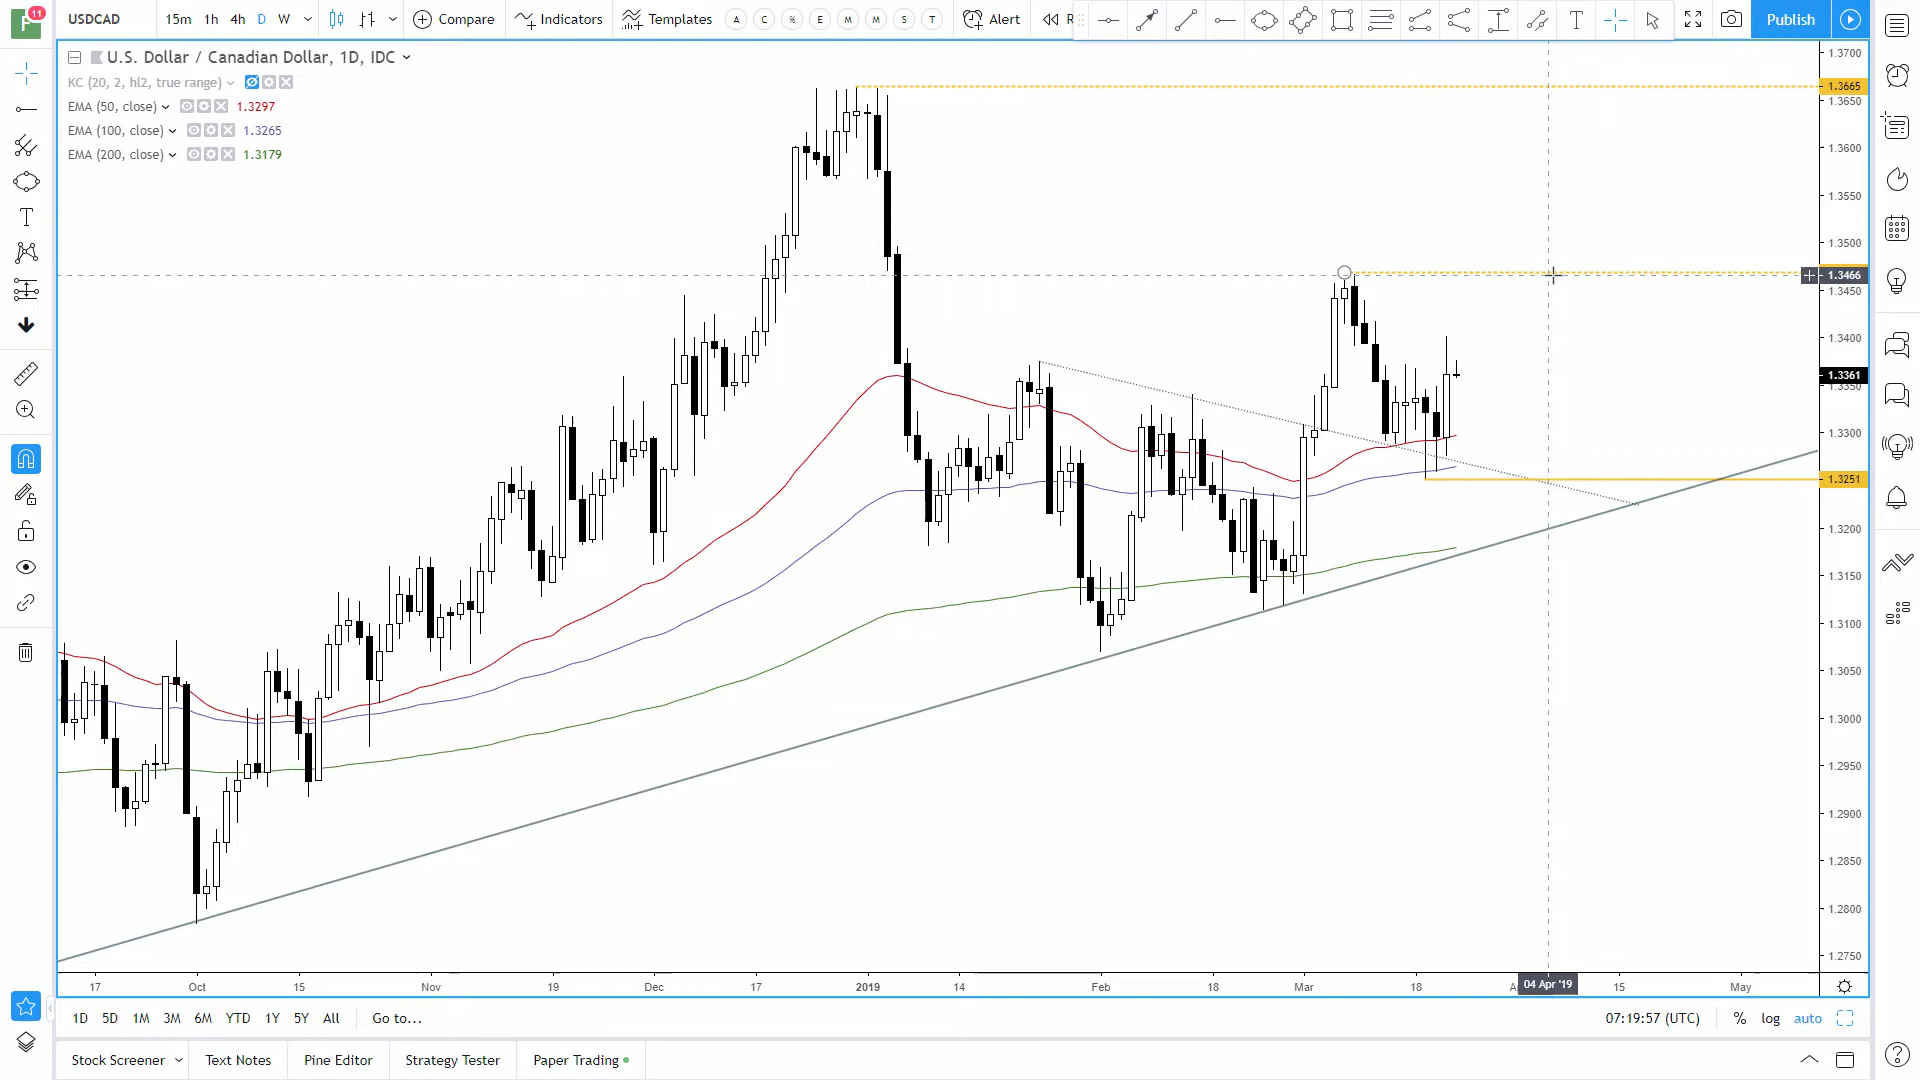 F 11
USDCAD 15m 1h 4h D W Compare Indicators Templates A C % E M M S T Alert Publish
U.S. Dollar / Canadian Dollar, 1D, IDC
KC (20, 2, hl2, true range)
EMA (50, close) 1.3297
EMA (100, close) 1.3265
EMA (200, close) 1.3179
1.3700
1.3665
1.3650
1.3600
1.3550
1.3500
1.3466
1.3450
1.3400
1.3361
1.3350
1.3300
1.3251
1.3200
1.3150
1.3100
1.3050
1.3000
1.2950
1.2900
1.2850
1.2800
1.2750
17 Oct 15 Nov 19 Dec 17 2019 14 Feb 18 Mar 18 04 Apr '19 15 May
1D 5D 1M 3M 6M YTD 1Y 5Y All Go to... 07:19:57 (UTC) % log auto
Stock Screener Text Notes Pine Editor Strategy Tester Paper Trading